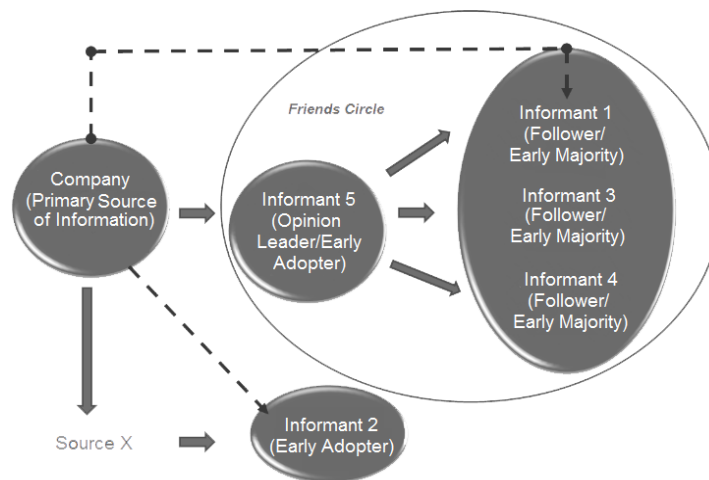 Friends Circle
Company
(Primary Source
of Information)
Informant 5
(Opinion
Leader/Early
Adopter)
Informant 1
(Follower/
Early Majority)
Informant 3
(Follower/
Early Majority)
Informant 4
(Follower/
Early Majority)
Source X
Informant 2
(Early Adopter)